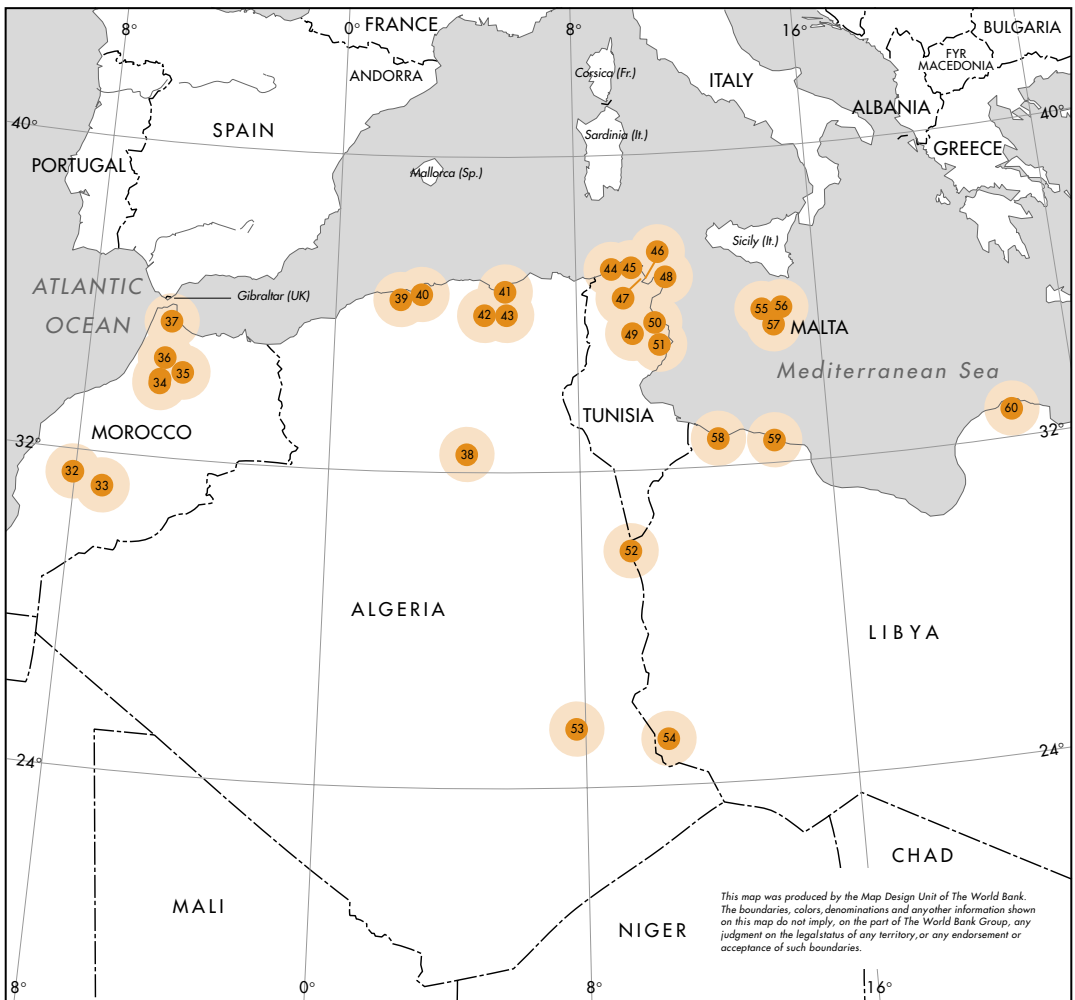 8°
0°
FRANCE
8°
16°
BULGARIA
ANDORRA
Corsica (Fr.)
ITALY
FYR
MACEDONIA
40°
SPAIN
Sardinia (It.)
ALBANIA
40°
PORTUGAL
Mallorca (Sp.)
GREECE
Sicily (It.)
46
44
45
48
47
ATLANTIC
OCEAN
Gibraltar (UK)
39
40
41
42
43
37
50
49
51
55
56
57
MALTA
36
35
34
Mediterranean Sea
60
32°
MOROCCO
TUNISIA
58
59
32°
32
33
38
52
ALGERIA
LIBYA
53
54
24°
24°
CHAD
MALI
NIGER
This map was produced by the Map Design Unit of The World Bank.
The boundaries, colors,denominations and anyother information shown
on this map do not imply, on the part of The World Bank Group, any
judgment on the legalstatus of any territory,or any endorsement or
acceptance of such boundaries.
8°
0°
8°
16°